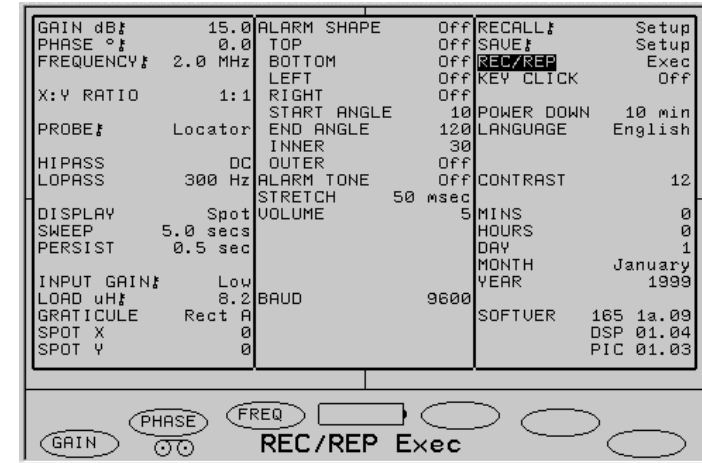 GAIN dB 15.0
PHASE ° 0.0
FREQUENCY 2.0 MHz
X:Y RATIO 1:1
PROBE Locator
HIPASS DC
LOPASS 300 Hz
DISPLAY Spot
SWEEP 5.0 secs
PERSIST 0.5 sec
INPUT GAIN Low
LOAD uH 8.2
GRATICULE Rect A
SPOT X 0
SPOT Y 0
ALARM SHAPE Off
TOP Off
BOTTOM Off
LEFT Off
RIGHT Off
START ANGLE 10
END ANGLE 120
INNER 30
OUTER Off
ALARM TONE Off
STRETCH 50 msec
VOLUME 5
BAUD 9600
RECALL Setup
SAVE Setup
REC/REP Exec
KEY CLICK Off
POWER DOWN 10 min
LANGUAGE English
CONTRAST 12
MINS 0
HOURS 0
DAY 1
MONTH January
YEAR 1999
SOFTVER 165 1a.09
DSP 01.04
PIC 01.03
GAIN
PHASE
FREQ
REC/REP Exec